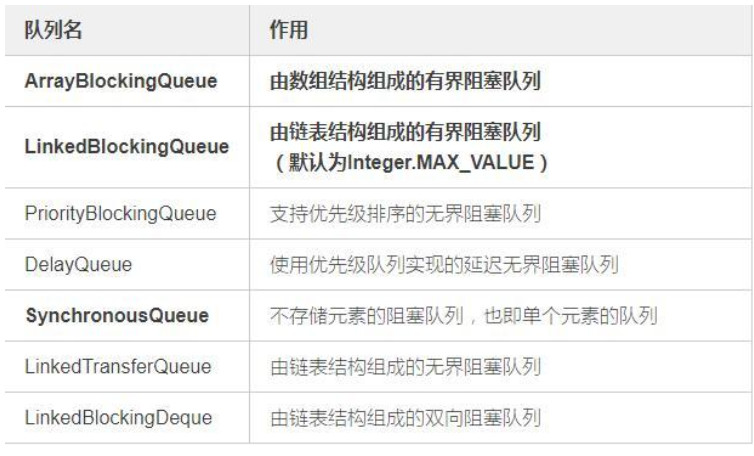 队列名 作用
ArrayBlockingQueue 由数组结构组成的有界阻塞队列
LinkedBlockingQueue 由链表结构组成的有界阻塞队列
（默认为Integer.MAX_VALUE）
PriorityBlockingQueue 支持优先级排序的无界阻塞队列
DelayQueue 使用优先级队列实现的延迟无界阻塞队列
SynchronousQueue 不存储元素的阻塞队列，也即单个元素的队列
LinkedTransferQueue 由链表结构组成的无界阻塞队列
LinkedBlockingDeque 由链表结构组成的双向阻塞队列